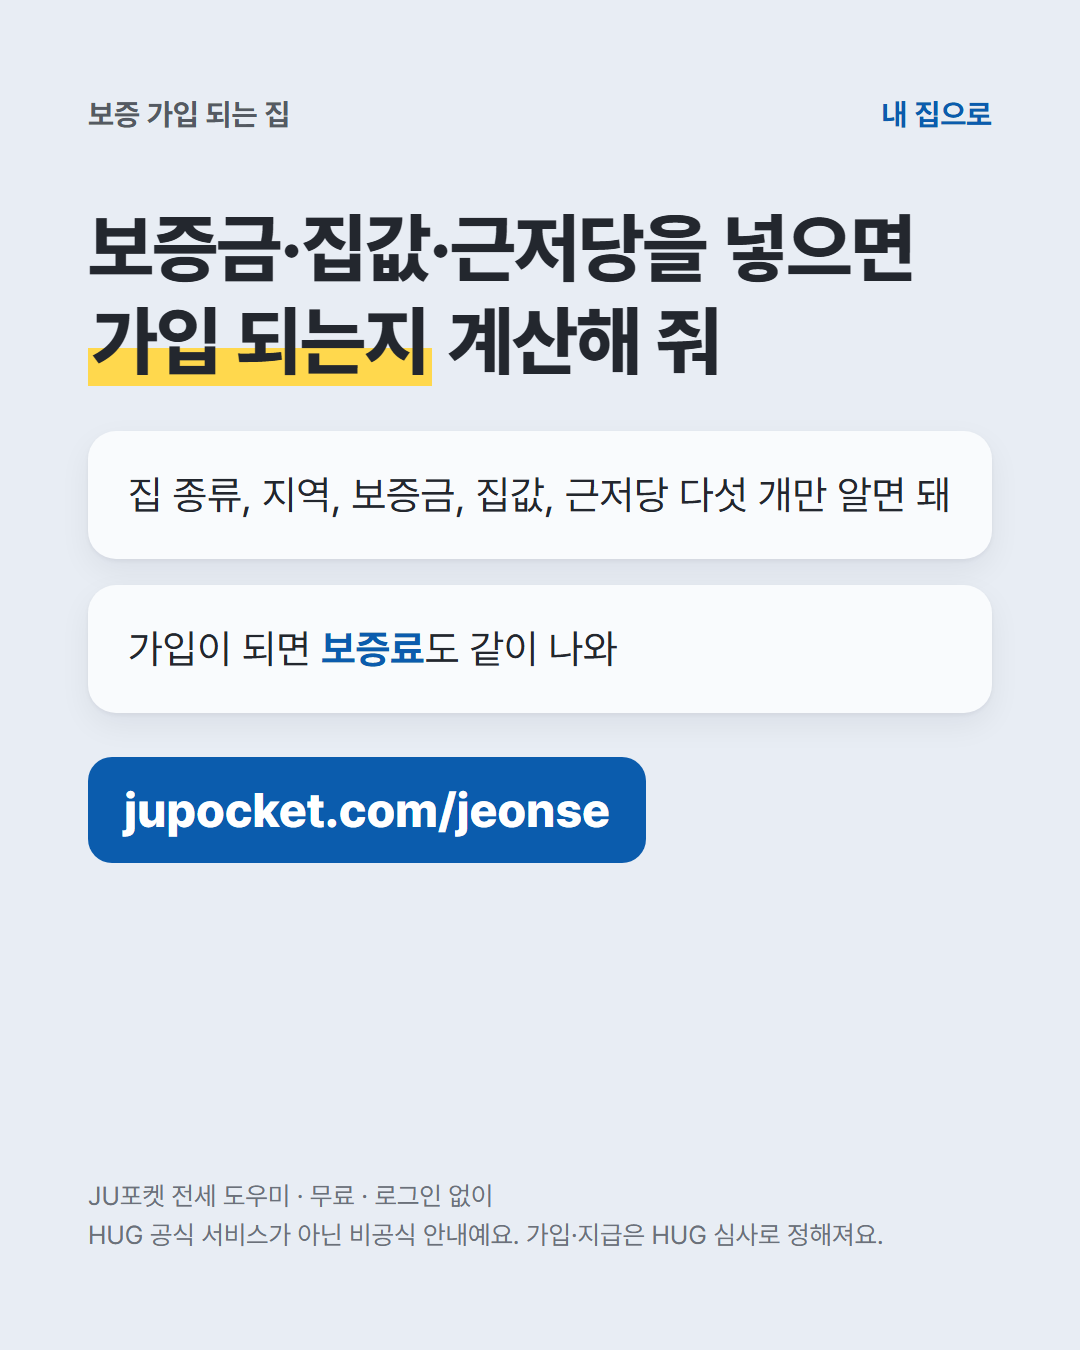 보증 가입 되는 집
내 집으로
보증금·집값·근저당을 넣으면
가입 되는지 계산해 줘
집 종류, 지역, 보증금, 집값, 근저당 다섯 개만 알면 돼
가입이 되면 보증료도 같이 나와
jupocket.com/jeonse
JU포켓 전세 도우미 · 무료 · 로그인 없이
HUG 공식 서비스가 아닌 비공식 안내예요. 가입·지급은 HUG 심사로 정해져요.